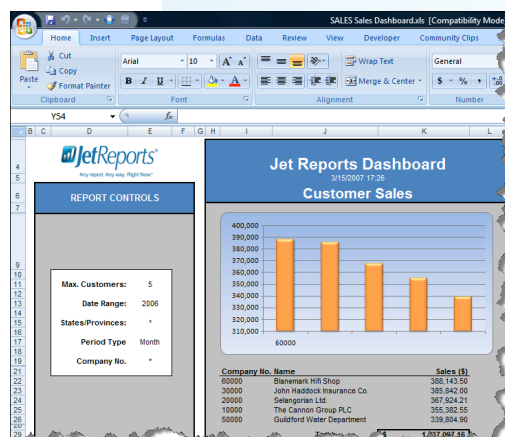 SALES Sales Dashboard.xls [Compatibility Mode
Home Insert Page Layout Formulas Data Review View Developer Community Clips
Paste
Cut
Copy
Format Painter
Clipboard
Arial 10 A A
B I U A
Font
Wrap Text
Merge & Center
Alignment
General
$ % ,
Number
Y54 fx
B C D E F G H I J K L
4
5
6
7
9
10
11
12
13
14
15
16
17
18
19
21
22
23
24
25
26
29
JetReports
Any report. Any way. Right Now.
REPORT CONTROLS
Max. Customers: 5
Date Range: 2006
States/Provinces: *
Period Type Month
Company No. *
Jet Reports Dashboard
3/15/2007 17:26
Customer Sales
400,000
390,000
380,000
370,000
360,000
350,000
340,000
330,000
320,000
310,000
60000
Company No. Name Sales ($)
60000 Blanemark Hifi Shop 388,143.50
30000 John Haddock Insurance Co. 385,842.00
20000 Selangorian Ltd. 367,924.21
10000 The Cannon Group PLC 355,382.55
50000 Guildford Water Department 339,804.90
$ 1,837,097.16